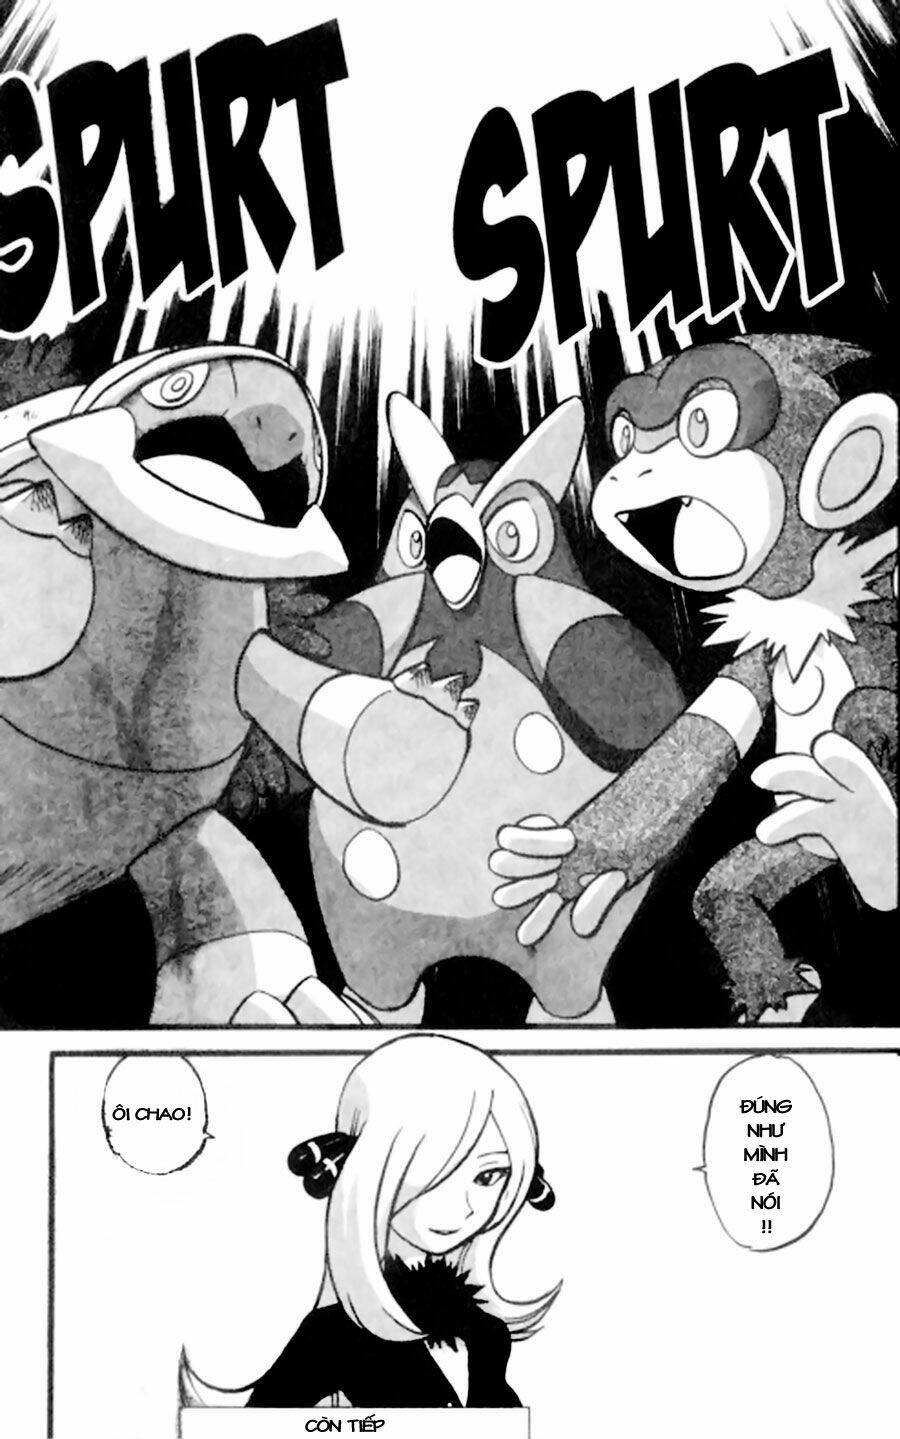 SPURT
SPURT
ÔI CHAO!
ĐÚNG
NHƯ
MÌNH
ĐÃ
NÓI
!!
CÒN TIẾP